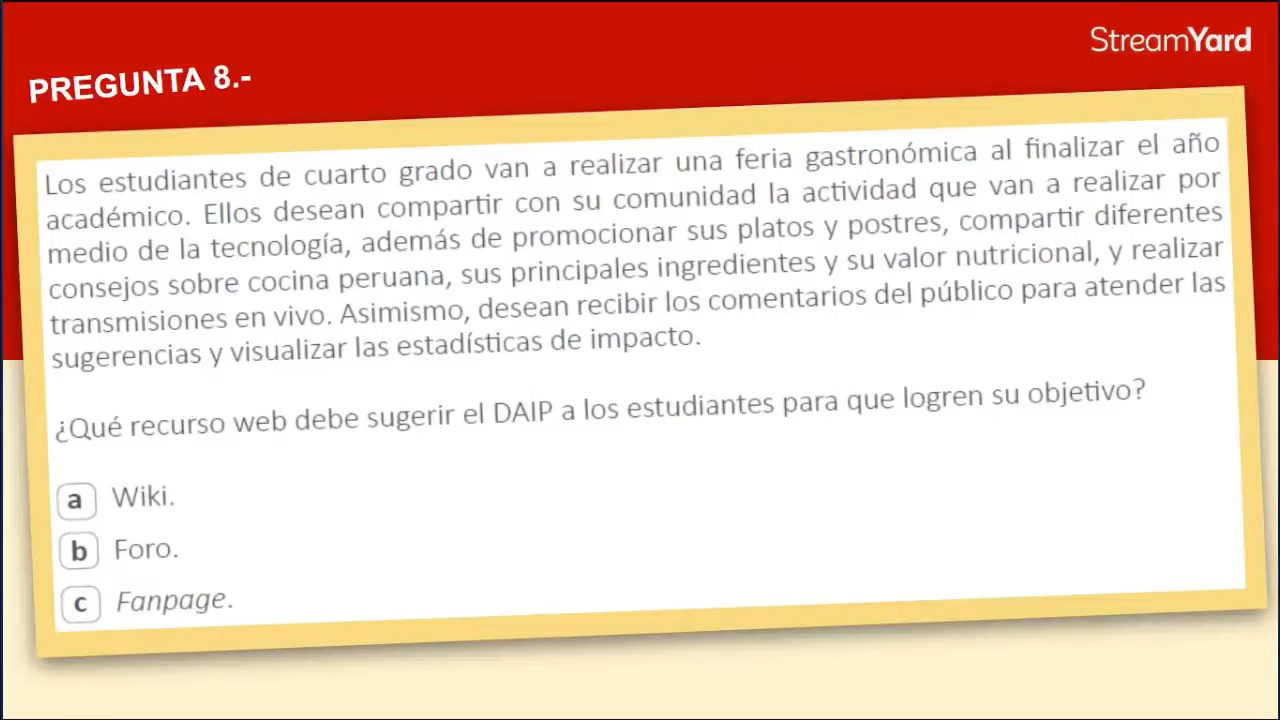 StreamYard
PREGUNTA 8.-
Los estudiantes de cuarto grado van a realizar una feria gastronómica al finalizar el año
académico. Ellos desean compartir con su comunidad la actividad que van a realizar por
medio de la tecnología, además de promocionar sus platos y postres, compartir diferentes
consejos sobre cocina peruana, sus principales ingredientes y su valor nutricional, y realizar
transmisiones en vivo. Asimismo, desean recibir los comentarios del público para atender las
sugerencias y visualizar las estadísticas de impacto.
¿Qué recurso web debe sugerir el DAIP a los estudiantes para que logren su objetivo?
a Wiki.
b Foro.
c Fanpage.